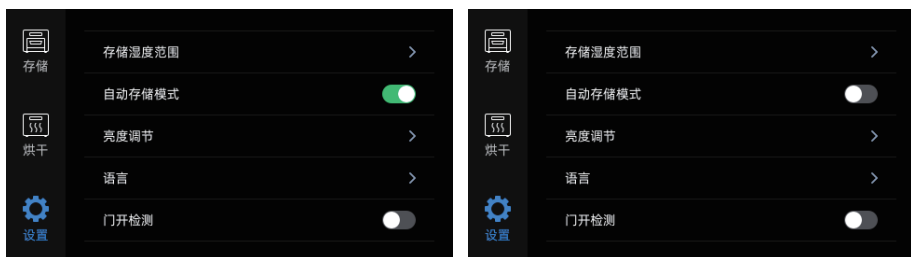 存储
烘干
设置
存储湿度范围
自动存储模式
亮度调节
语言
门开检测
存储
烘干
设置
存储湿度范围
自动存储模式
亮度调节
语言
门开检测